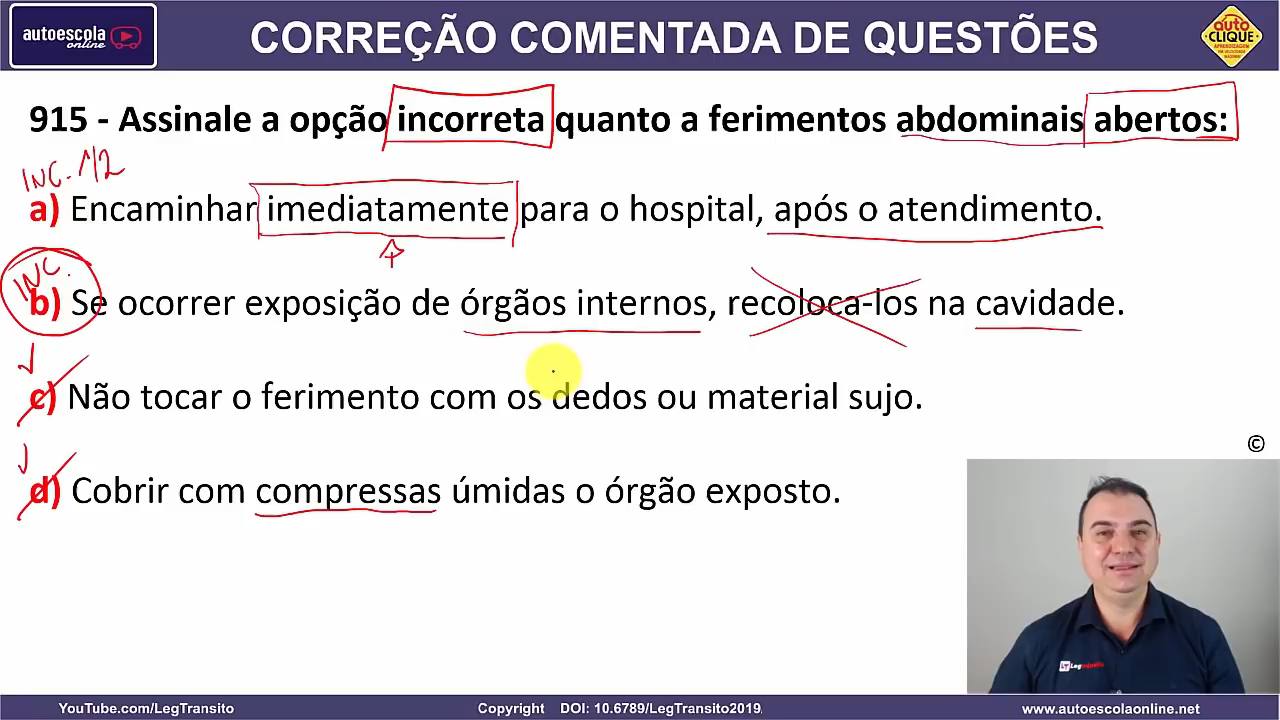 autoescola
online
CORREÇÃO COMENTADA DE QUESTÕES
auto
CLIQUE
915 - Assinale a opção incorreta quanto a ferimentos abdominais abertos:
INC. 1/2
a) Encaminhar imediatamente para o hospital, após o atendimento.
INC.
b) Se ocorrer exposição de órgãos internos, recoloca-los na cavidade.
c) Não tocar o ferimento com os dedos ou material sujo.
©
d) Cobrir com compressas úmidas o órgão exposto.
LT LegTransito
YouTube.com/LegTransito
Copyright DOI: 10.6789/LegTransito2019
www.autoescolaonline.net